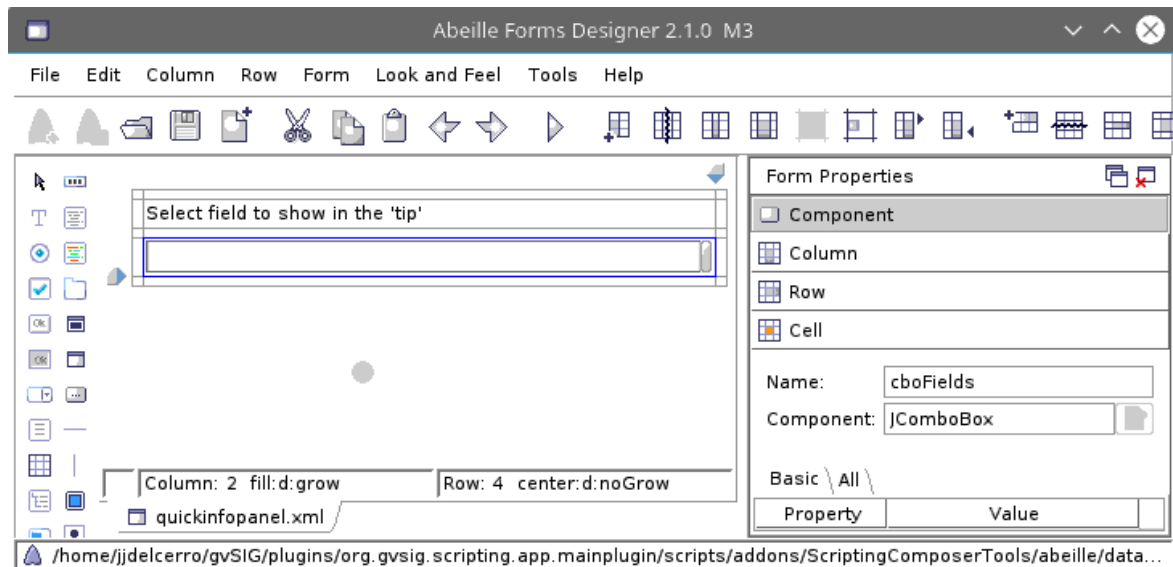 Abeille Forms Designer 2.1.0 M3
File Edit Column Row Form Look and Feel Tools Help
Form Properties
Select field to show in the 'tip'
Component
Column
Row
Cell
Name: cboFields
Component: JComboBox
Column: 2 fill:d:grow Row: 4 center:d:noGrow
Basic All
quickinfopanel.xml
Property Value
/home/jjdelcerro/gvSIG/plugins/org.gvsig.scripting.app.mainplugin/scripts/addons/ScriptingComposerTools/abeille/data...